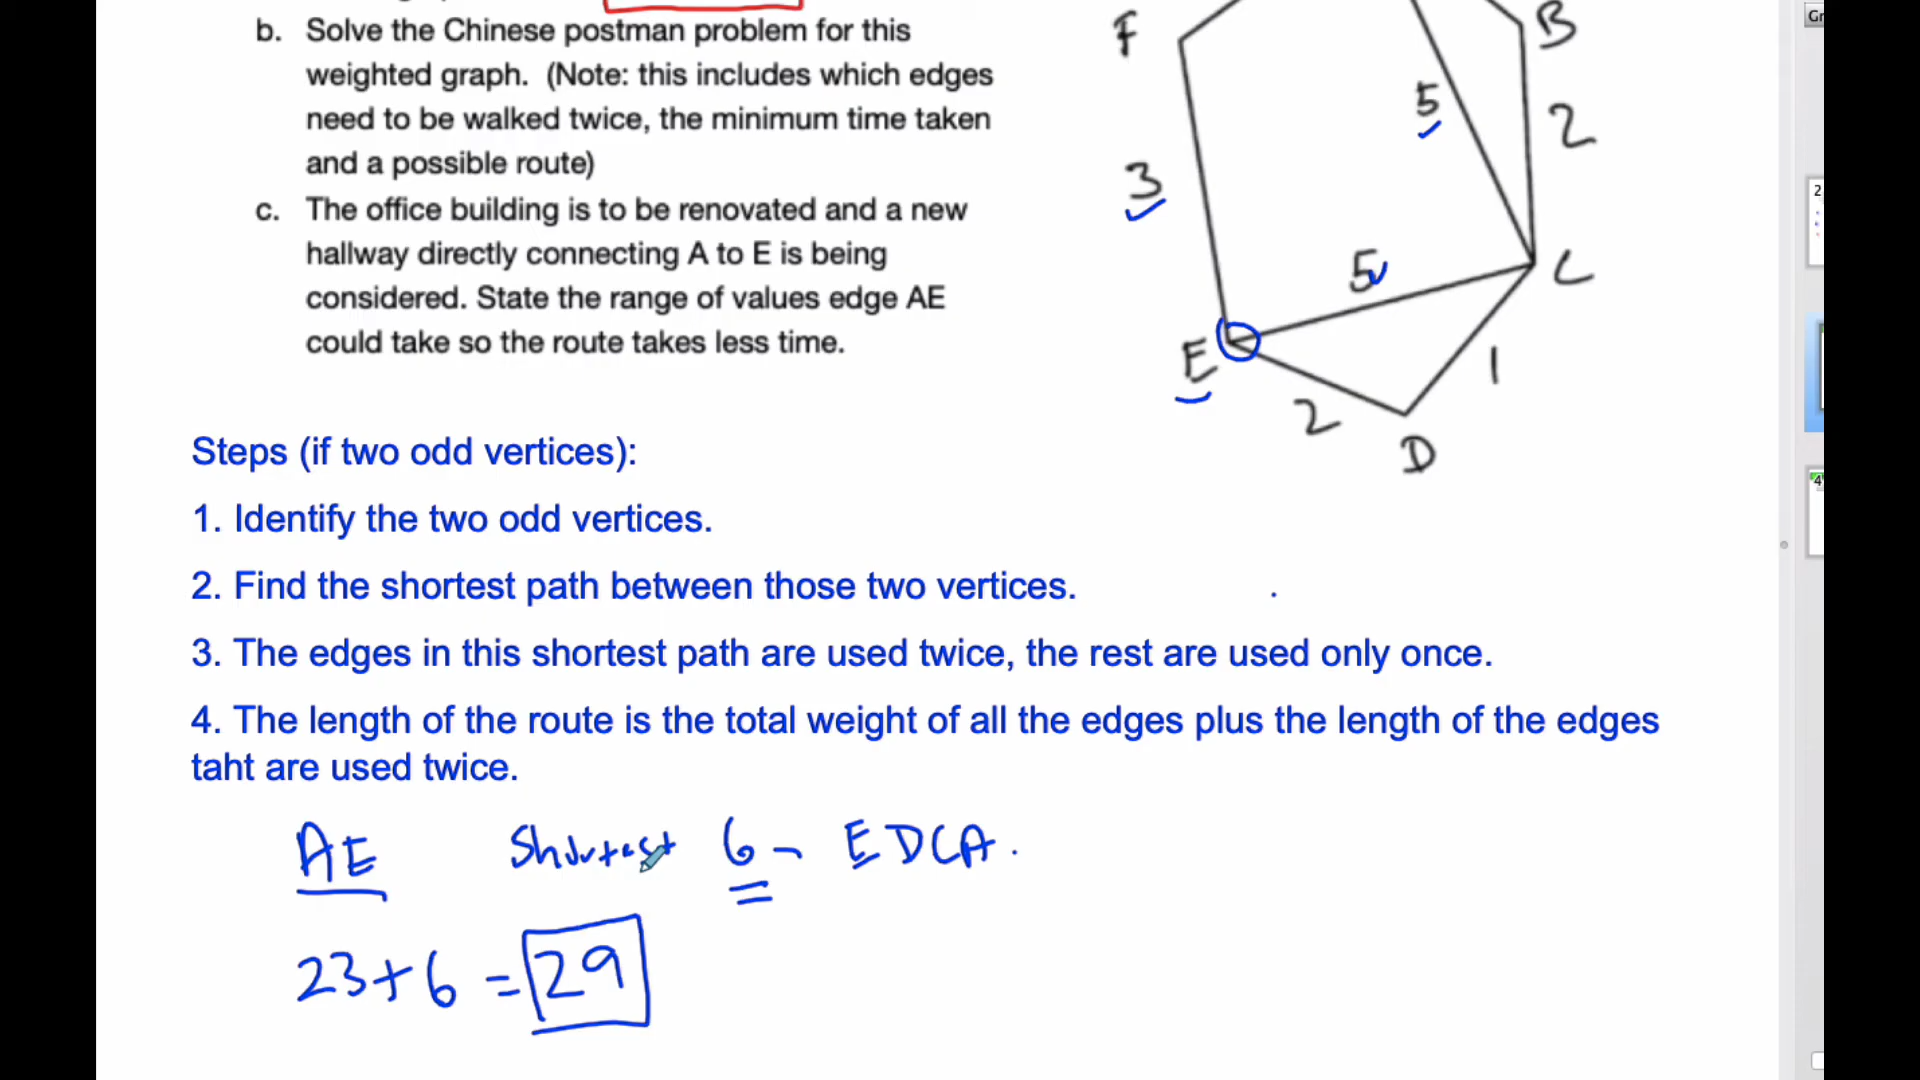 b. Solve the Chinese postman problem for this
weighted graph. (Note: this includes which edges
need to be walked twice, the minimum time taken
and a possible route)
c. The office building is to be renovated and a new
hallway directly connecting A to E is being
considered. State the range of values edge AE
could take so the route takes less time.
F
B
5
2
3
5
C
E
1
2
D
Steps (if two odd vertices):
1. Identify the two odd vertices.
2. Find the shortest path between those two vertices.
3. The edges in this shortest path are used twice, the rest are used only once.
4. The length of the route is the total weight of all the edges plus the length of the edges
taht are used twice.
AE Shortest 6 - EDCA.
23+6 = 29
Gr
2
4